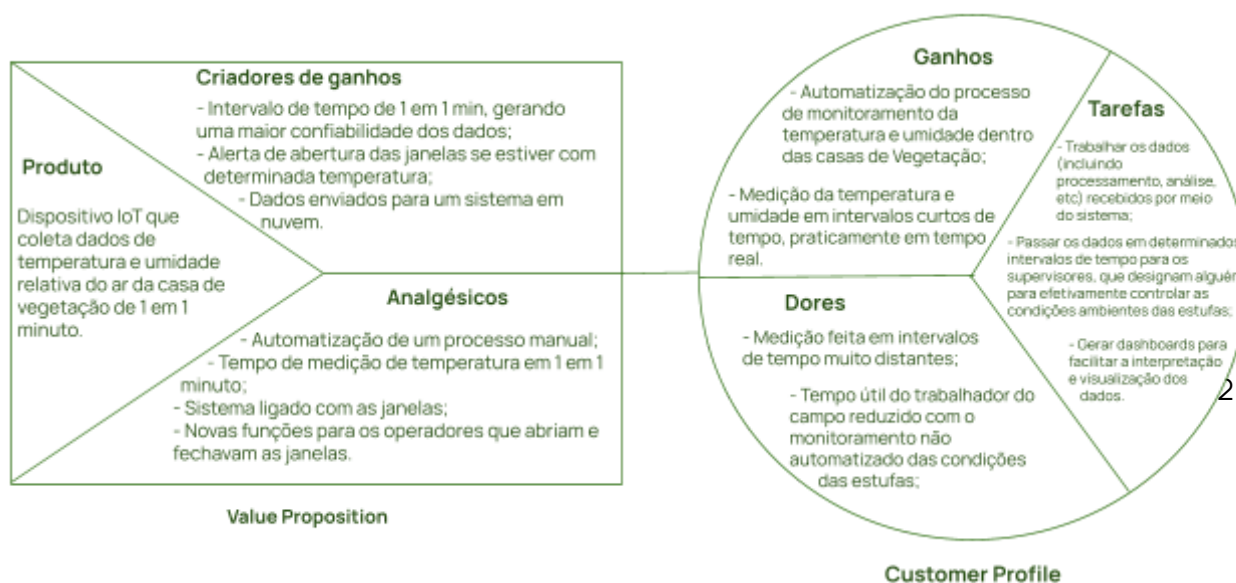 Criadores de ganhos
- Intervalo de tempo de 1 em 1 min, gerando
uma maior confiabilidade dos dados;
- Alerta de abertura das janelas se estiver com
determinada temperatura;
- Dados enviados para um sistema em
nuvem.
Produto
Dispositivo IoT que
coleta dados de
temperatura e umidade
relativa do ar da casa de
vegetação de 1 em 1
minuto.
Analgésicos
- Automatização de um processo manual;
- Tempo de medição de temperatura em 1 em 1
minuto;
- Sistema ligado com as janelas;
- Novas funções para os operadores que abriam e
fechavam as janelas.
Value Proposition
Ganhos
- Automatização do processo
de monitoramento da
temperatura e umidade dentro
das casas de Vegetação;
- Medição da temperatura e
umidade em intervalos curtos de
tempo, praticamente em tempo
real.
Tarefas
- Trabalhar os dados
(incluindo
processamento, análise,
etc) recebidos por meio
do sistema;
- Passar os dados em determinados
intervalos de tempo para os
supervisores, que designam alguém
para efetivamente controlar as
condições ambientes das estufas;
- Gerar dashboards para
facilitar a interpretação
e visualização dos
dados.
2
Dores
- Medição feita em intervalos
de tempo muito distantes;
- Tempo útil do trabalhador do
campo reduzido com o
monitoramento não
automatizado das condições
das estufas;
Customer Profile